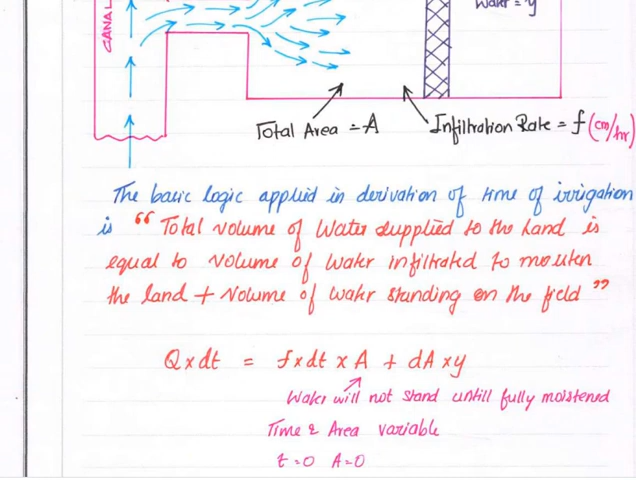 CANAL
Water = y
Total Area = A
Infiltration Rate = f (cm/hr)
The basic logic applied in derivation of time of irrigation
is “ Total volume of Water supplied to the Land is
equal to volume of water infiltrated to moisten
the land + Volume of water standing on the field ”
Q x dt = f x dt x A + dA x y
Water will not stand untill fully moistened
Time & Area variable
t = 0 A = 0